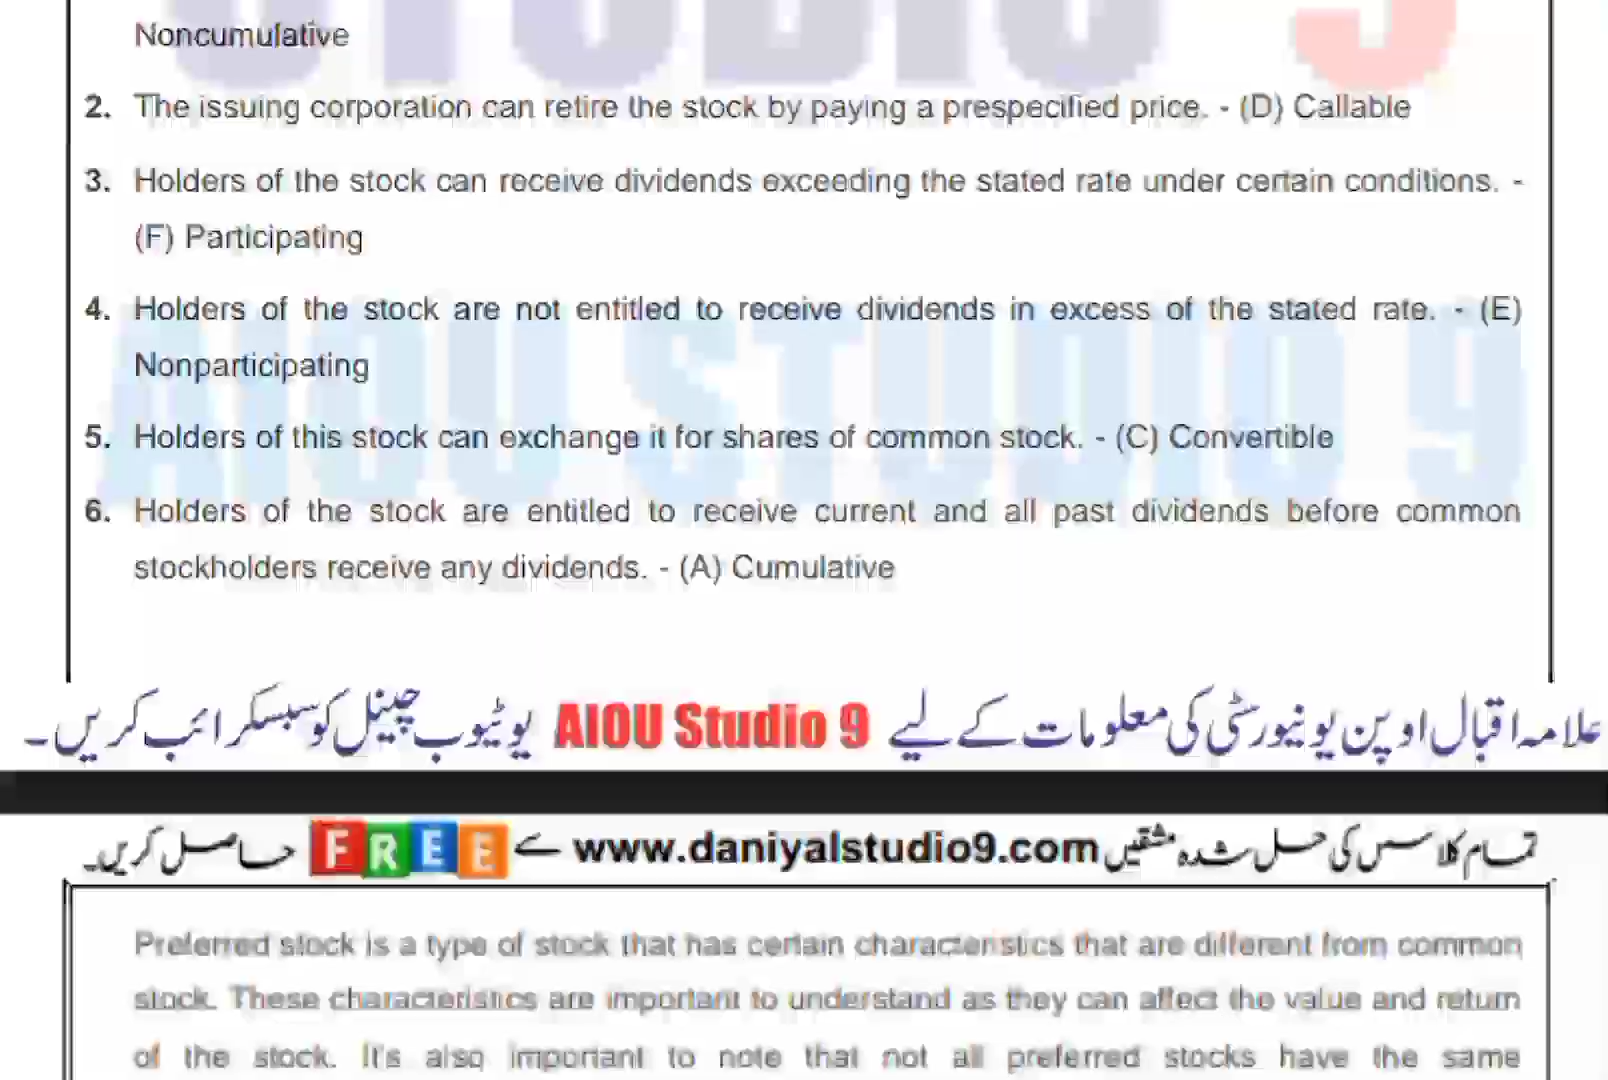 Noncumulative
2. The issuing corporation can retire the stock by paying a prespecified price. - (D) Callable
3. Holders of the stock can receive dividends exceeding the stated rate under certain conditions. -
(F) Participating
4. Holders of the stock are not entitled to receive dividends in excess of the stated rate. - (E)
Nonparticipating
5. Holders of this stock can exchange it for shares of common stock. - (C) Convertible
6. Holders of the stock are entitled to receive current and all past dividends before common
stockholders receive any dividends. - (A) Cumulative
علامہ اقبال اوپن یونیورسٹی کی معلومات کے لیے AIOU Studio 9 یوٹیوب چینل کو سبسکرائب کریں۔
تمام کلاسس کی حل شدہ مشقیں www.daniyalstudio9.com سے FREE حاصل کریں۔
Preferred stock is a type of stock that has certain characteristics that are different from common
stock. These characteristics are important to understand as they can affect the value and return
of the stock. It's also important to note that not all preferred stocks have the same
STUDIO 9
AIOU STUDIO 9